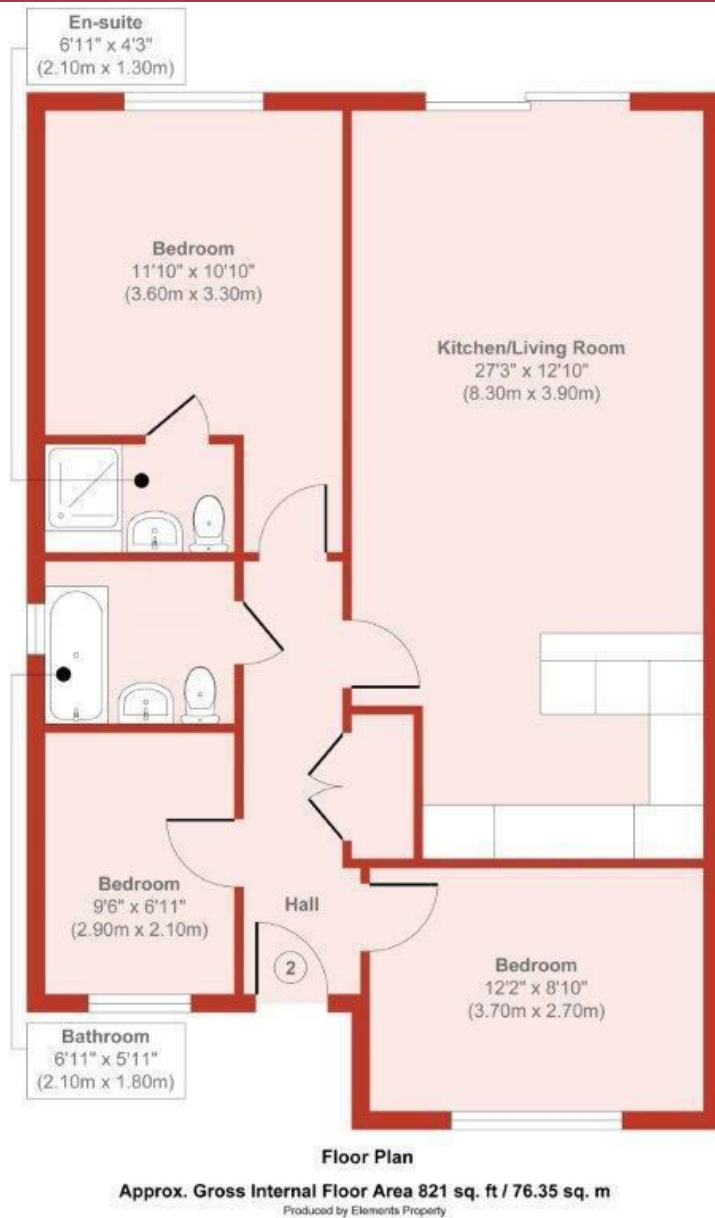 En-suite
6'11" x 4'3"
(2.10m x 1.30m)
Bedroom
11'10" x 10'10"
(3.60m x 3.30m)
Kitchen/Living Room
27'3" x 12'10"
(8.30m x 3.90m)
Bedroom
9'6" x 6'11"
(2.90m x 2.10m)
Hall
2
Bedroom
12'2" x 8'10"
(3.70m x 2.70m)
Bathroom
6'11" x 5'11"
(2.10m x 1.80m)
Floor Plan
Approx. Gross Internal Floor Area 821 sq. ft / 76.35 sq. m
Produced by Elements Property